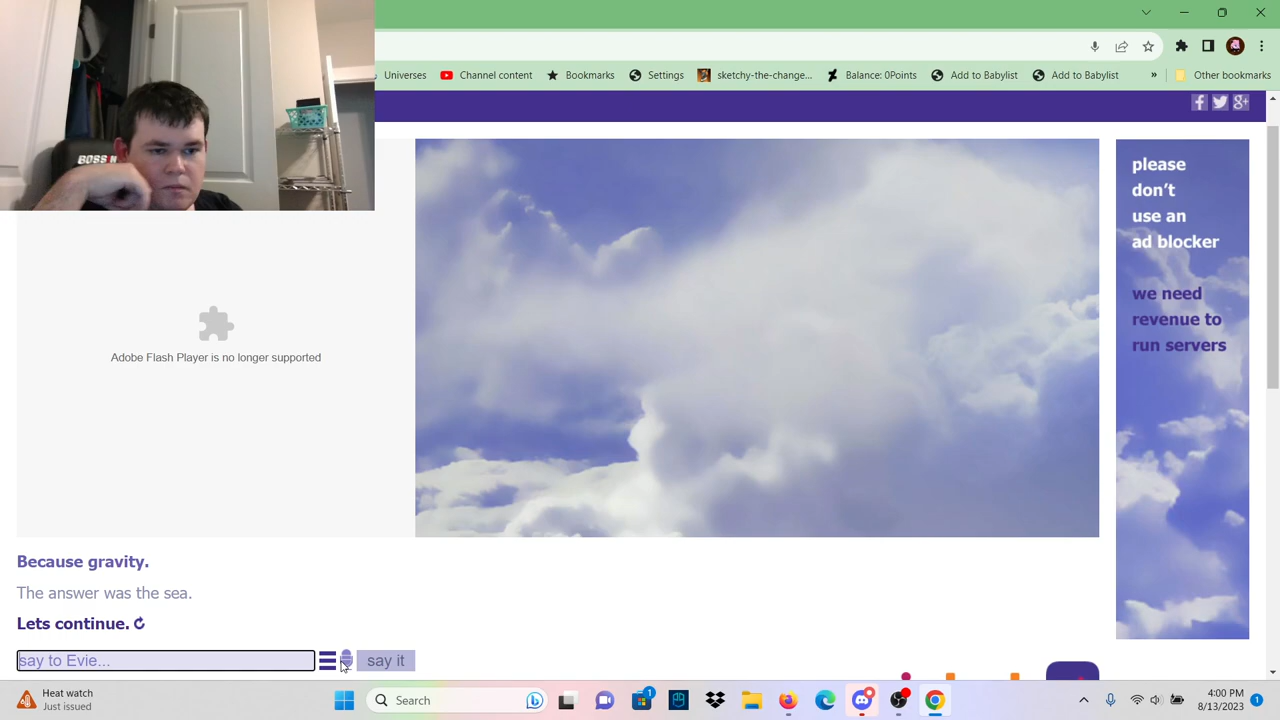 Universes
Channel content
Bookmarks
Settings
sketchy-the-change...
Balance: 0Points
Add to Babylist
Add to Babylist
»
Other bookmarks
BOSS
please
don't
use an
ad blocker
we need
revenue to
run servers
Adobe Flash Player is no longer supported
Because gravity.
The answer was the sea.
Lets continue.
say to Evie...
say it
Heat watch
Just issued
Search
1
4:00 PM
8/13/2023
1